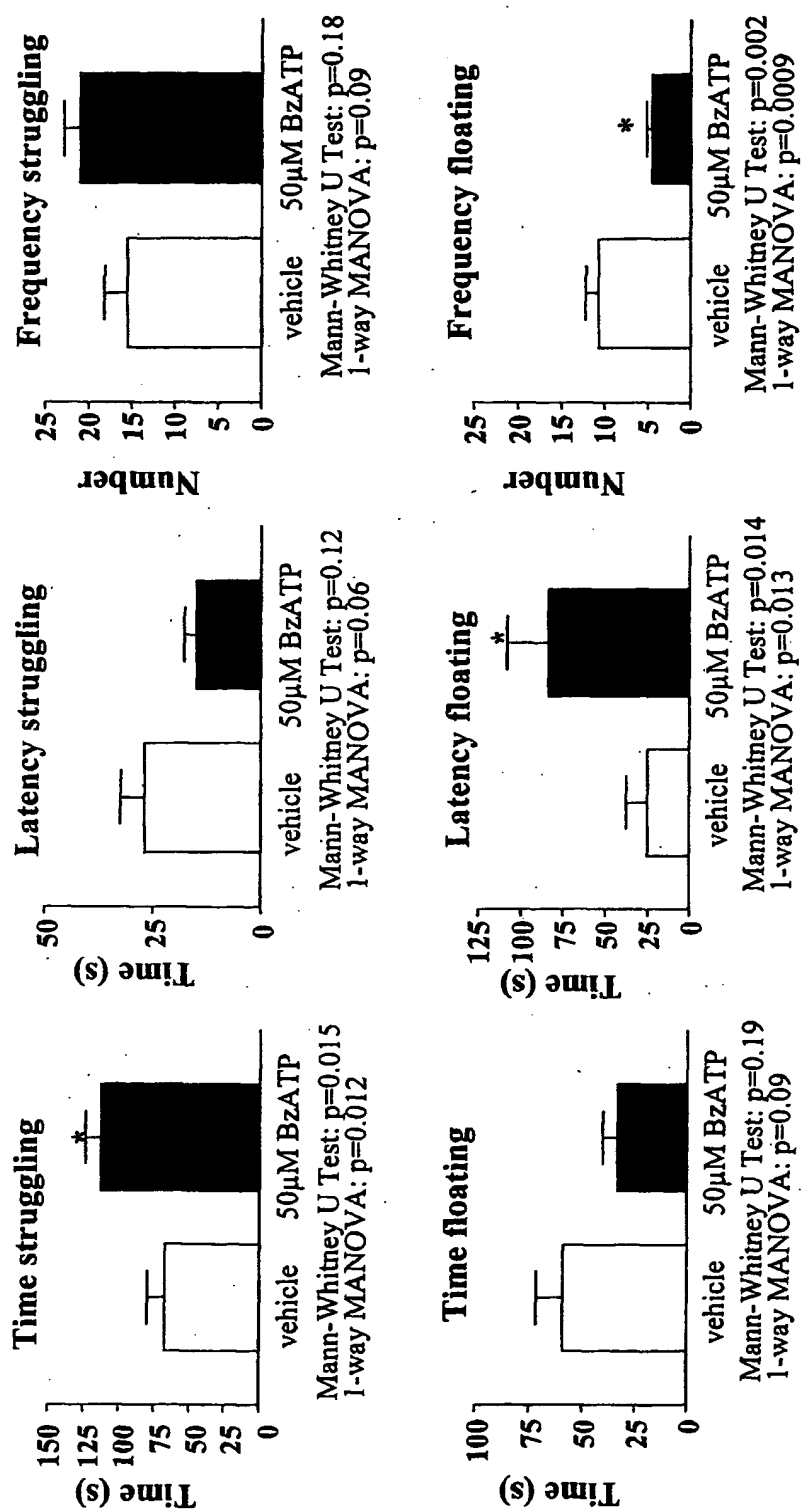 Time struggling
Time (s)
150
125
100
75
50
25
0
vehicle 50μM BzATP
*
Mann-Whitney U Test: p=0.015
1-way MANOVA: p=0.012
Latency struggling
Time (s)
50
25
0
vehicle 50μM BzATP
Mann-Whitney U Test: p=0.12
1-way MANOVA: p=0.06
Frequency struggling
Number
25
20
15
10
5
0
vehicle 50μM BzATP
Mann-Whitney U Test: p=0.18
1-way MANOVA: p=0.09
Time floating
Time (s)
100
75
50
25
0
vehicle 50μM BzATP
Mann-Whitney U Test: p=0.19
1-way MANOVA: p=0.09
Latency floating
Time (s)
125
100
75
50
25
0
*
vehicle 50μM BzATP
Mann-Whitney U Test: p=0.014
1-way MANOVA: p=0.013
Frequency floating
Number
25
20
15
10
5
0
*
vehicle 50μM BzATP
Mann-Whitney U Test: p=0.002
1-way MANOVA: p=0.0009